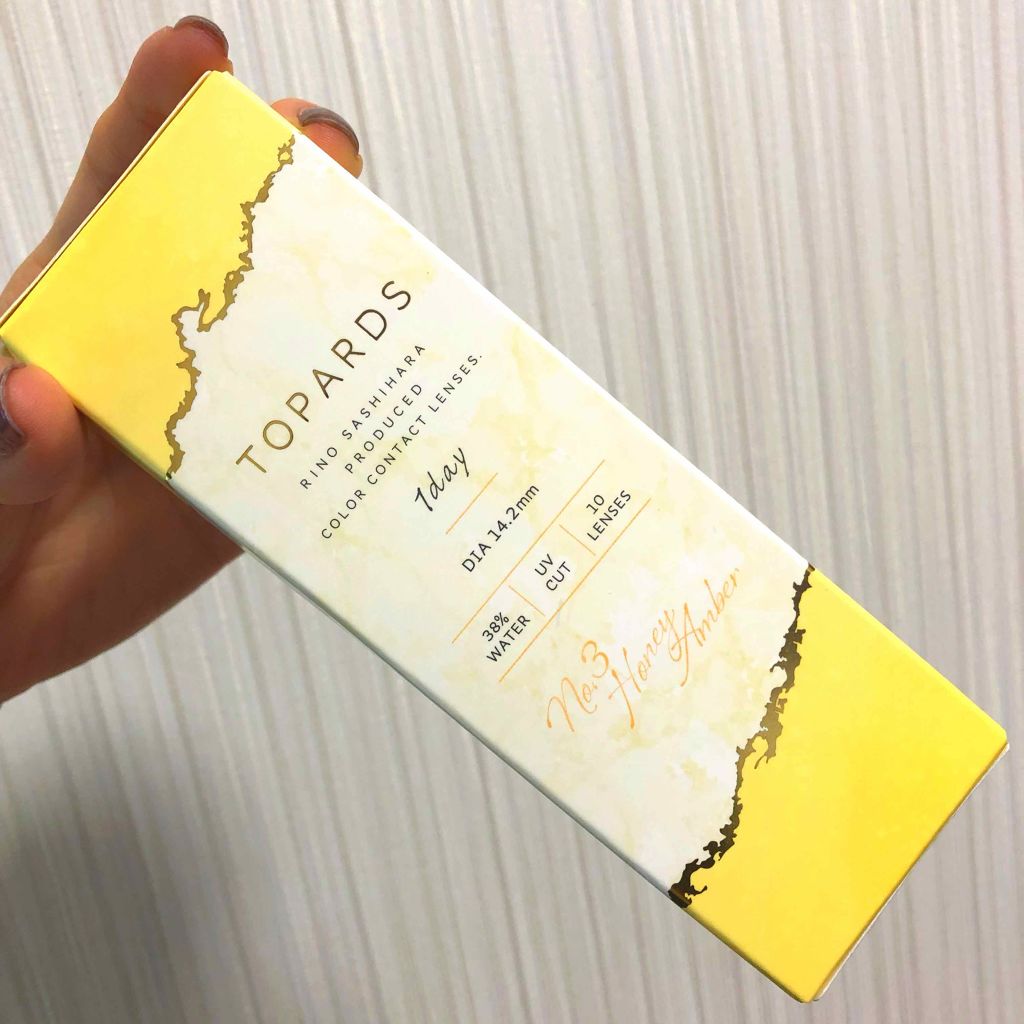 TOPARDS
RINO SASHIHARA
PRODUCED
COLOR CONTACT LENSES.
1day
DIA 14.2mm
38%
WATER
UV
CUT
10
LENSES
No.3
Honey
Amber